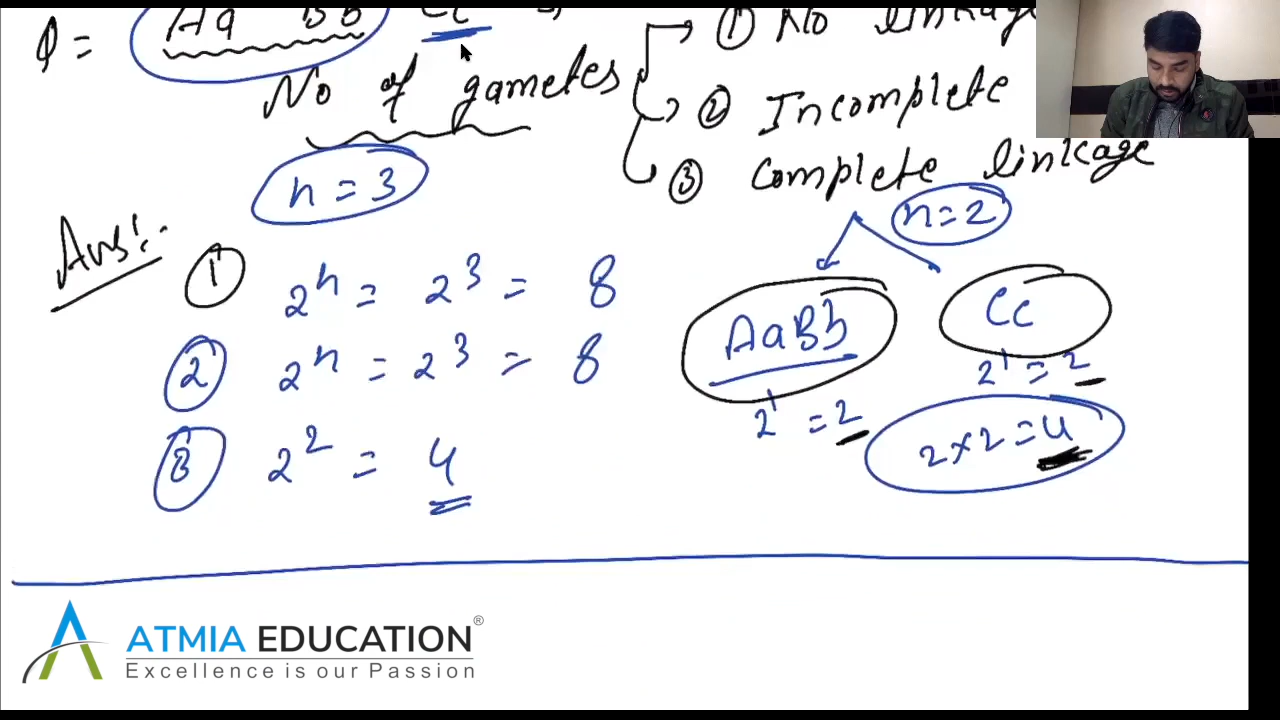 Q = Aa Bb Cc
No of gametes
① No linkage
② Incomplete
③ Complete linkage
n = 3
n = 2
Ans:-
① 2ⁿ = 2³ = 8
② 2ⁿ = 2³ = 8
③ 2² = 4
AaBb
2¹ = 2
Cc
2¹ = 2
2×2 = 4
ATMIA EDUCATION®
Excellence is our Passion